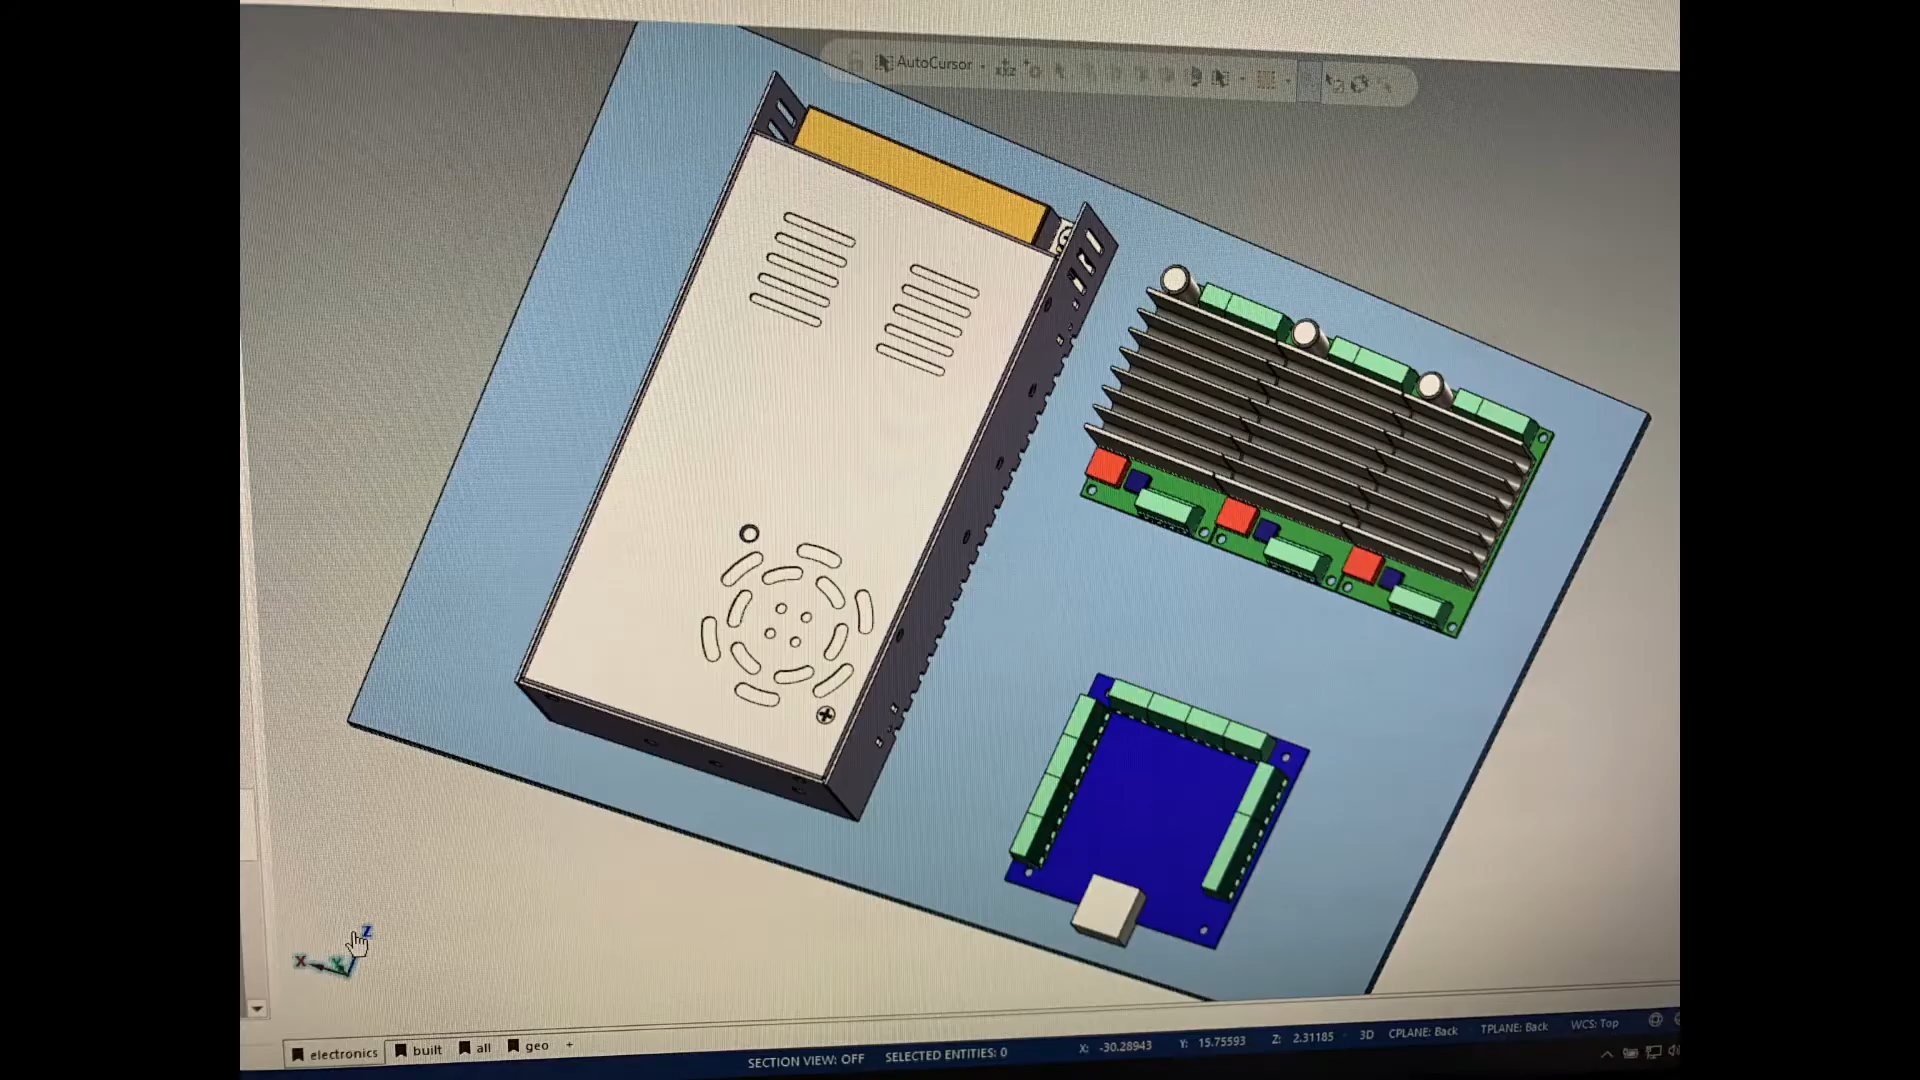 AutoCursor
Z
X
Y
electronics
built
all
geo
+
SECTION VIEW: OFF
SELECTED ENTITIES: 0
X: -30.28943
Y: 15.75593
Z: 2.31185
3D
CPLANE: Back
TPLANE: Back
WCS: Top